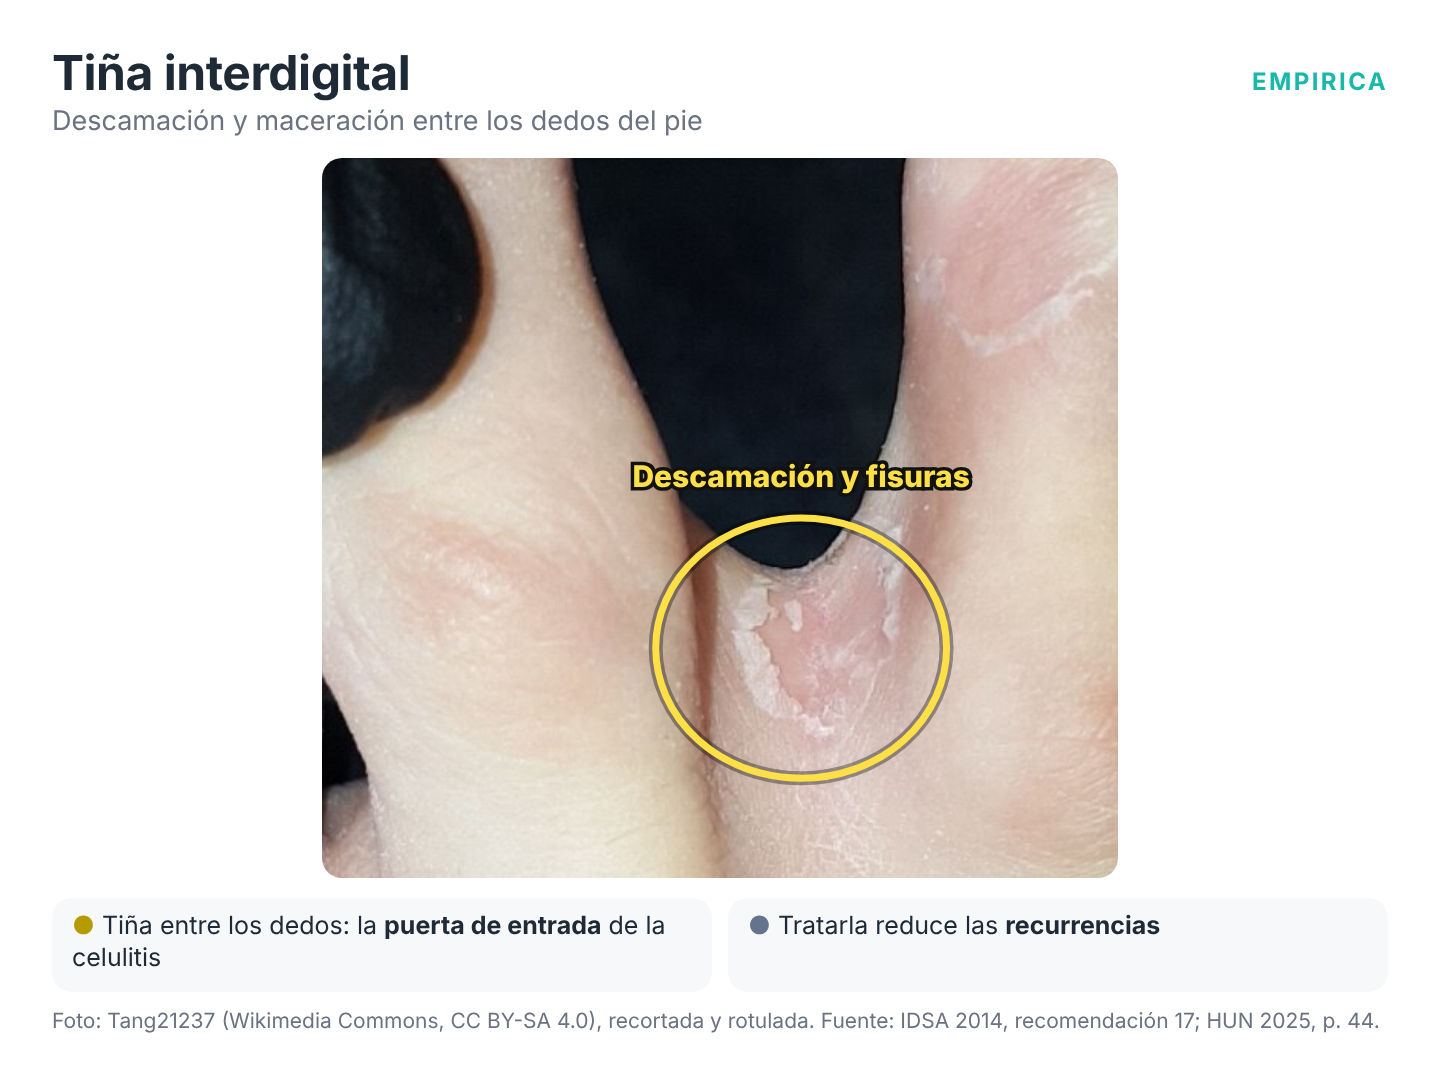 Tiña interdigital
EMPIRICA
Descamación y maceración entre los dedos del pie
Descamación y fisuras
Tiña entre los dedos: la puerta de entrada de la
celulitis
Tratarla reduce las recurrencias
Foto: Tang21237 (Wikimedia Commons, CC BY-SA 4.0), recortada y rotulada. Fuente: IDSA 2014, recomendación 17; HUN 2025, p. 44.